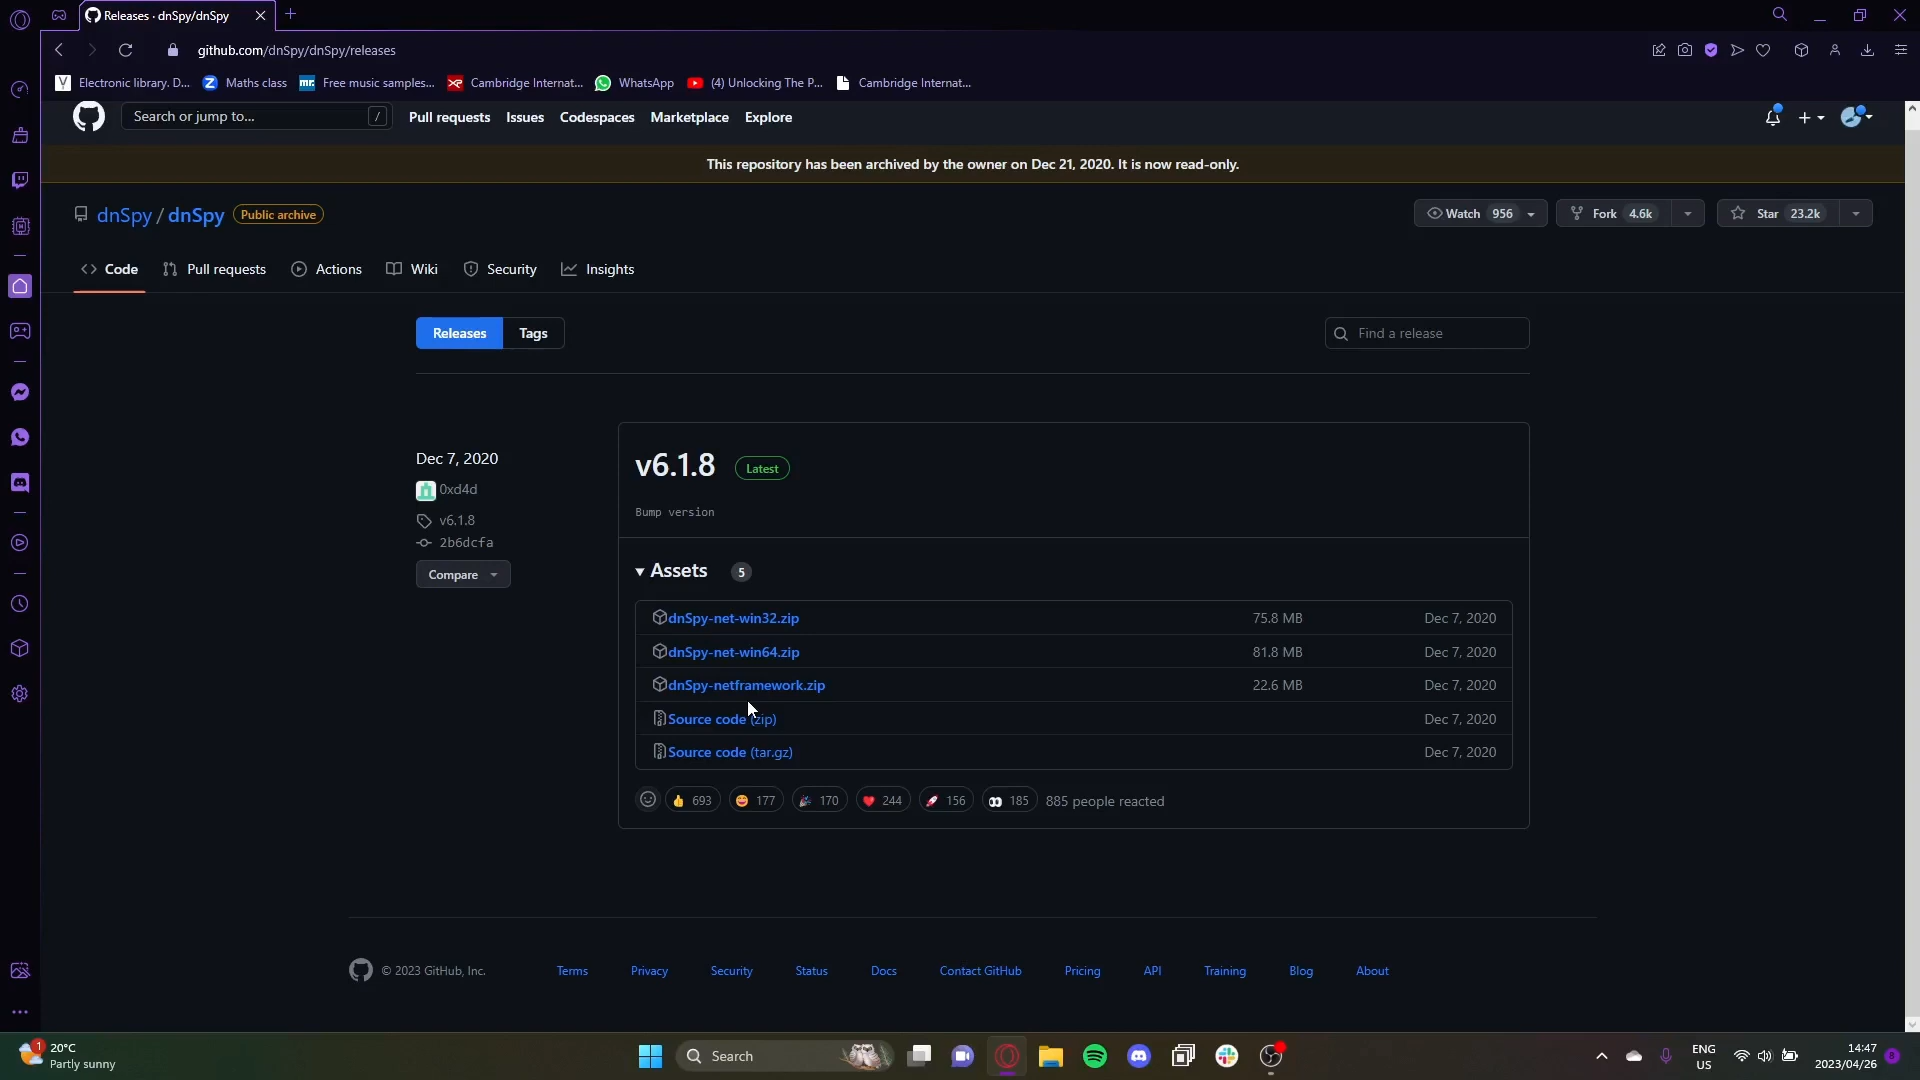 Releases · dnSpy/dnSpy
github.com/dnSpy/dnSpy/releases
Electronic library. D... Maths class mr. Free music samples... Cambridge Internat... WhatsApp (4) Unlocking The P... Cambridge Internat...
Search or jump to... / Pull requests Issues Codespaces Marketplace Explore
This repository has been archived by the owner on Dec 21, 2020. It is now read-only.
dnSpy / dnSpy Public archive Watch 956 Fork 4.6k Star 23.2k
Code Pull requests Actions Wiki Security Insights
Releases Tags Find a release
Dec 7, 2020
0xd4d
v6.1.8
2b6dcfa
Compare
v6.1.8 Latest
Bump version
Assets 5
dnSpy-net-win32.zip 75.8 MB Dec 7, 2020
dnSpy-net-win64.zip 81.8 MB Dec 7, 2020
dnSpy-netframework.zip 22.6 MB Dec 7, 2020
Source code (zip) Dec 7, 2020
Source code (tar.gz) Dec 7, 2020
693 177 170 244 156 185 885 people reacted
© 2023 GitHub, Inc. Terms Privacy Security Status Docs Contact GitHub Pricing API Training Blog About
1 20°C
Partly sunny
Search
ENG
US
14:47
2023/04/26
8